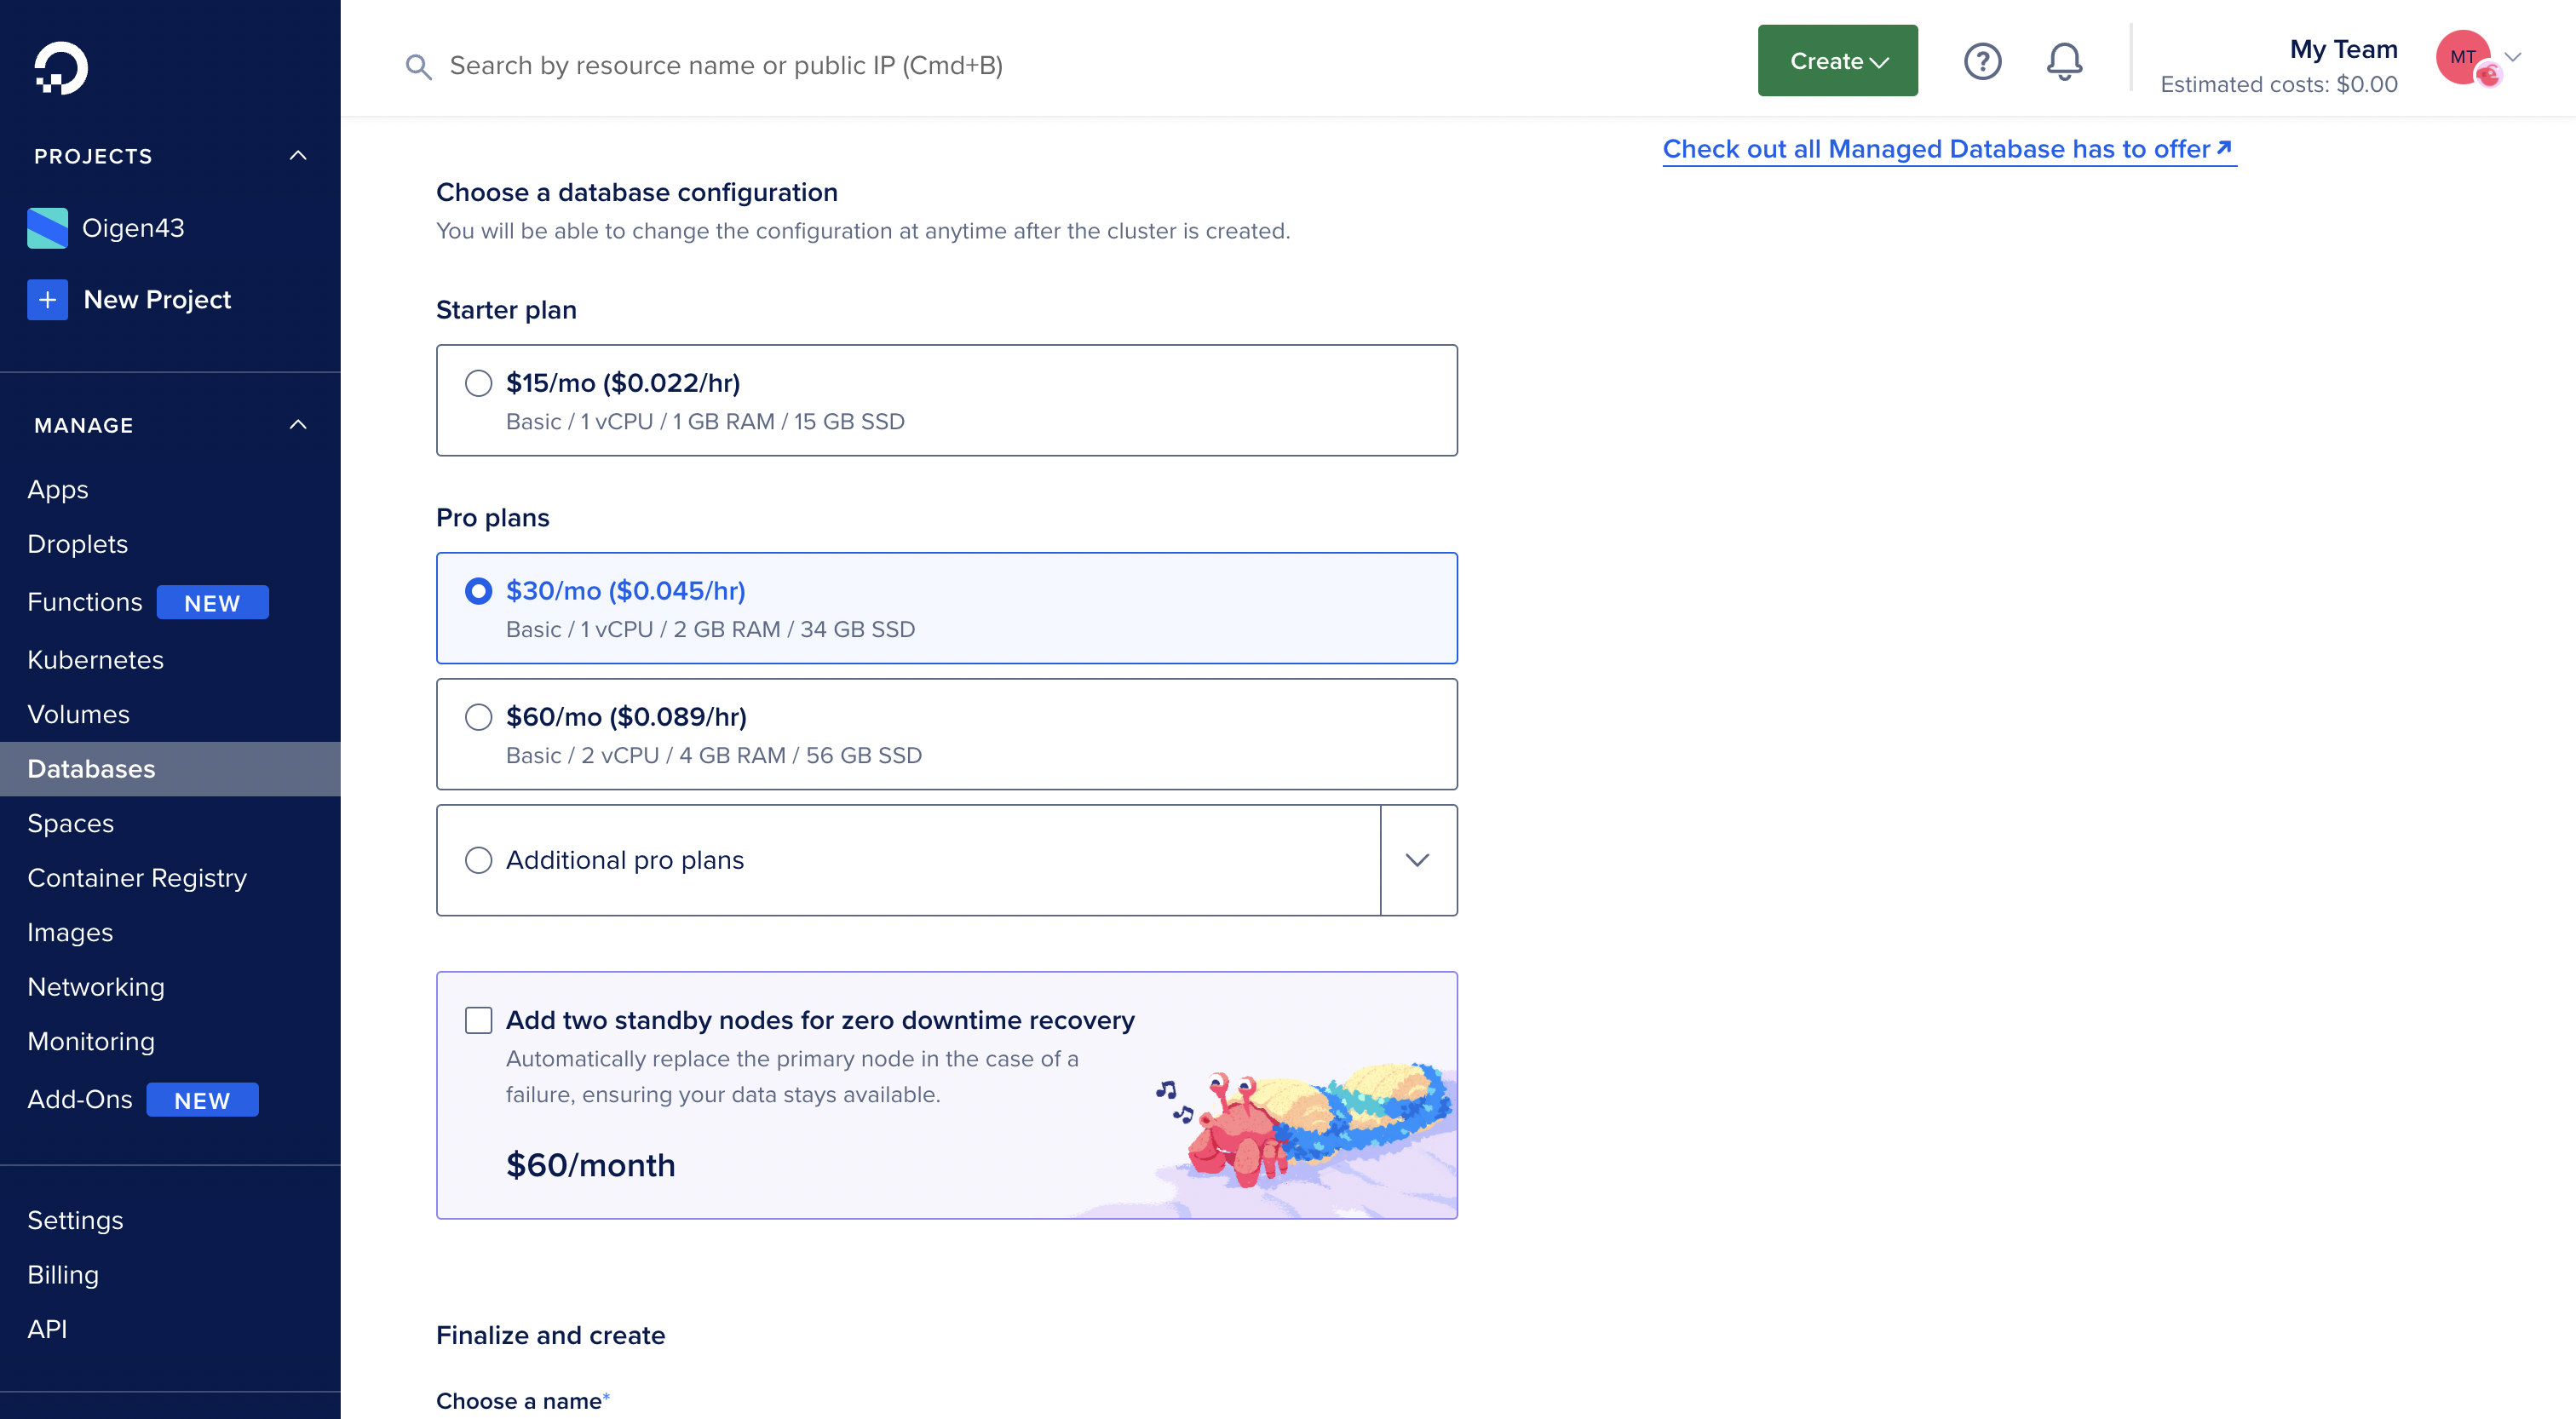 Search by resource name or public IP (Cmd+B)
Create
?
My Team
Estimated costs: $0.00
MT
PROJECTS
Oigen43
+ New Project
MANAGE
Apps
Droplets
Functions NEW
Kubernetes
Volumes
Databases
Spaces
Container Registry
Images
Networking
Monitoring
Add-Ons NEW
Settings
Billing
API
Check out all Managed Database has to offer
Choose a database configuration
You will be able to change the configuration at anytime after the cluster is created.
Starter plan
$15/mo ($0.022/hr)
Basic / 1 vCPU / 1 GB RAM / 15 GB SSD
Pro plans
$30/mo ($0.045/hr)
Basic / 1 vCPU / 2 GB RAM / 34 GB SSD
$60/mo ($0.089/hr)
Basic / 2 vCPU / 4 GB RAM / 56 GB SSD
Additional pro plans
Add two standby nodes for zero downtime recovery
Automatically replace the primary node in the case of a
failure, ensuring your data stays available.
$60/month
Finalize and create
Choose a name*